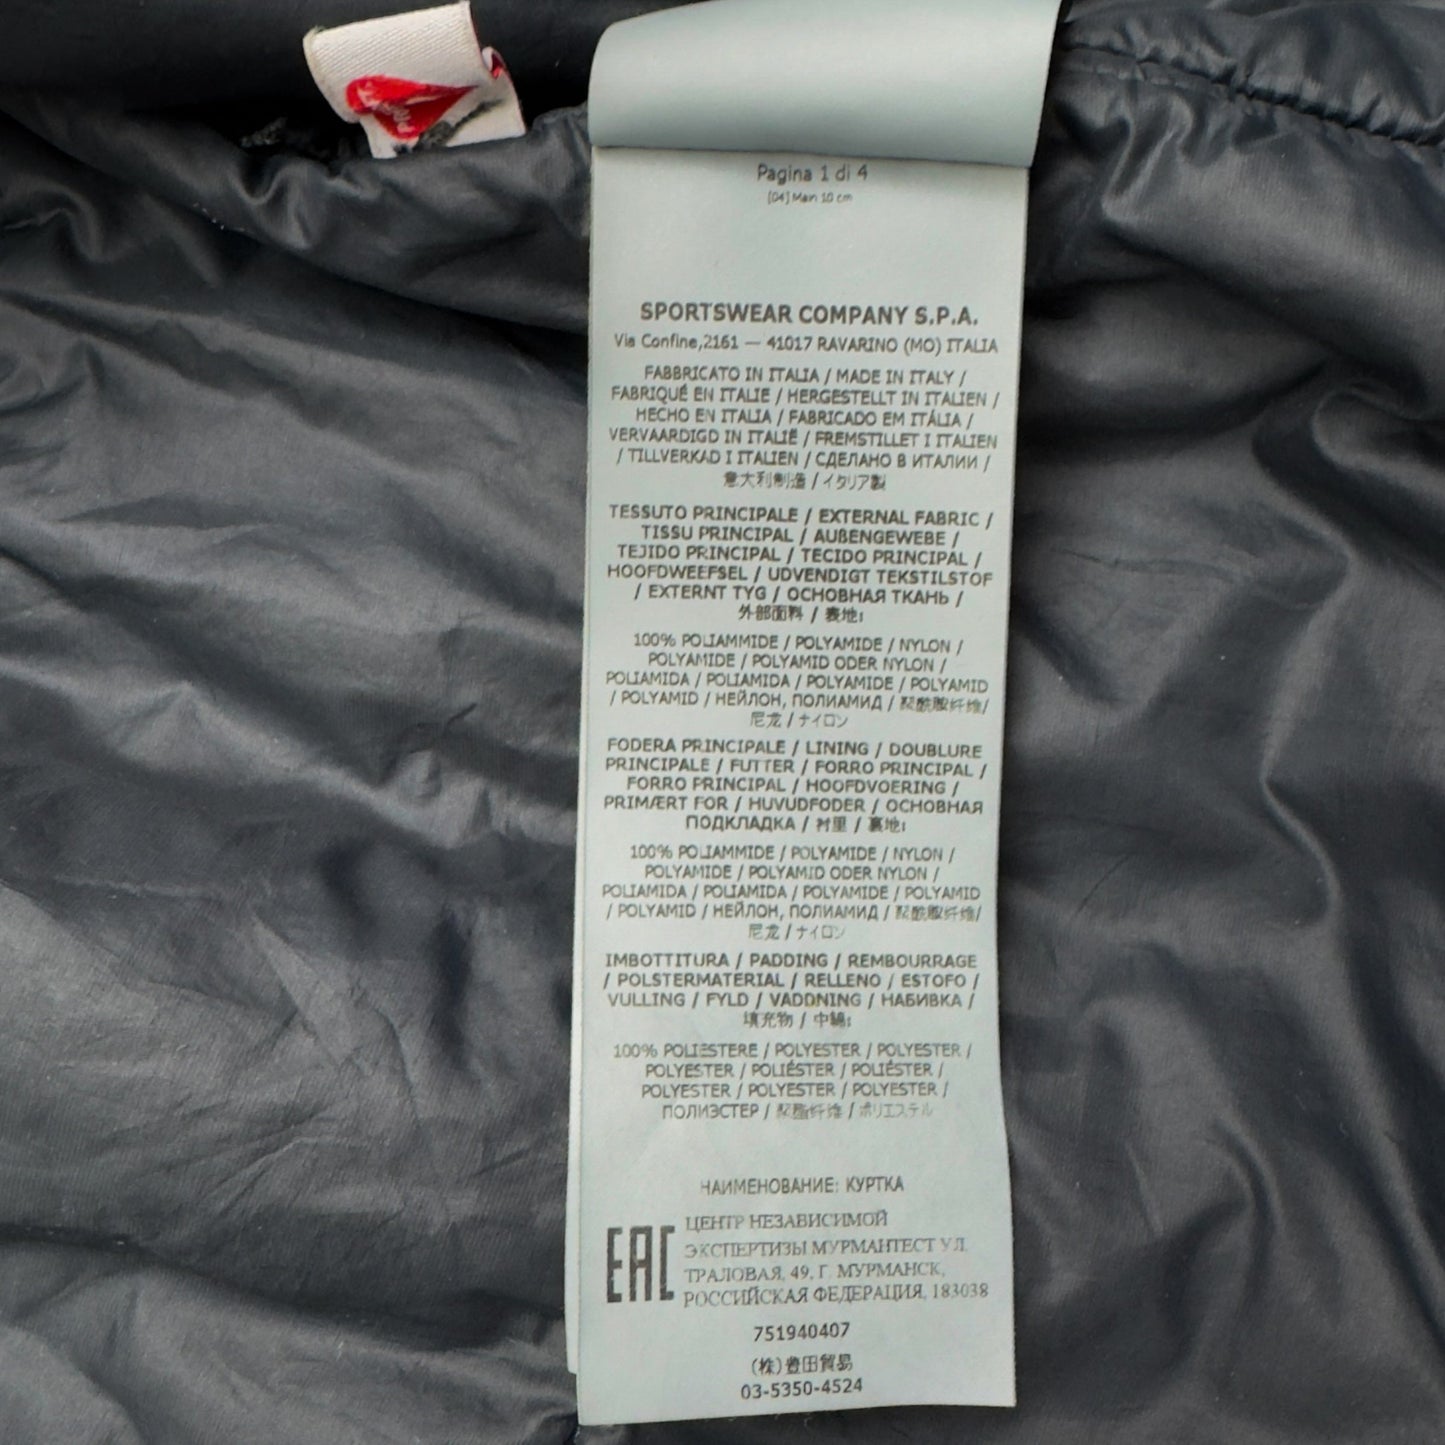 Pagina 1 di 4
[04] Main 10 cm
SPORTSWEAR COMPANY S.P.A.
Via Confine,2161 — 41017 RAVARINO (MO) ITALIA
FABBRICATO IN ITALIA / MADE IN ITALY /
FABRIQUÉ EN ITALIE / HERGESTELLT IN ITALIEN /
HECHO EN ITALIA / FABRICADO EM ITÁLIA /
VERVAARDIGD IN ITALIË / FREMSTILLET I ITALIEN
/ TILLVERKAD I ITALIEN / СДЕЛАНО В ИТАЛИИ /
意大利制造 / イタリア製
TESSUTO PRINCIPALE / EXTERNAL FABRIC /
TISSU PRINCIPAL / AUßENGEWEBE /
TEJIDO PRINCIPAL / TECIDO PRINCIPAL /
HOOFDWEEFSEL / UDVENDIGT TEKSTILSTOF
/ EXTERNT TYG / ОСНОВНАЯ ТКАНЬ /
外部面料 / 表地:
100% POLIAMMIDE / POLYAMIDE / NYLON /
POLYAMIDE / POLYAMID ODER NYLON /
POLIAMIDA / POLIAMIDA / POLYAMIDE / POLYAMID
/ POLYAMID / НЕЙЛОН, ПОЛИАМИД / 聚酰胺纤维/
尼龙 / ナイロン
FODERA PRINCIPALE / LINING / DOUBLURE
PRINCIPALE / FUTTER / FORRO PRINCIPAL /
FORRO PRINCIPAL / HOOFDVOERING /
PRIMÆRT FOR / HUVUDFODER / ОСНОВНАЯ
ПОДКЛАДКА / 衬里 / 裏地:
100% POLIAMMIDE / POLYAMIDE / NYLON /
POLYAMIDE / POLYAMID ODER NYLON /
POLIAMIDA / POLIAMIDA / POLYAMIDE / POLYAMID
/ POLYAMID / НЕЙЛОН, ПОЛИАМИД / 聚酰胺纤维/
尼龙 / ナイロン
IMBOTTITURA / PADDING / REMBOURRAGE
/ POLSTERMATERIAL / RELLENO / ESTOFO /
VULLING / FYLD / VADDNING / НАБИВКА /
填充物 / 中綿:
100% POLIESTERE / POLYESTER / POLYESTER /
POLYESTER / POLIÉSTER / POLIÉSTER /
POLYESTER / POLYESTER / POLYESTER /
ПОЛИЭСТЕР / 聚酯纤维 / ポリエステル
НАИМЕНОВАНИЕ: КУРТКА
EAC
ЦЕНТР НЕЗАВИСИМОЙ
ЭКСПЕРТИЗЫ МУРМАНТЕСТ УЛ.
ТРАЛОВАЯ, 49, Г. МУРМАНСК,
РОССИЙСКАЯ ФЕДЕРАЦИЯ, 183038
751940407
(株)豊田貿易
03-5350-4524